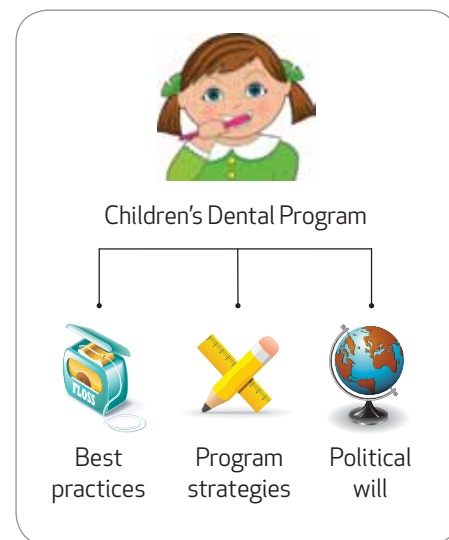 Children's Dental Program
FLOSS
Best
practices
Program
strategies
Political
will